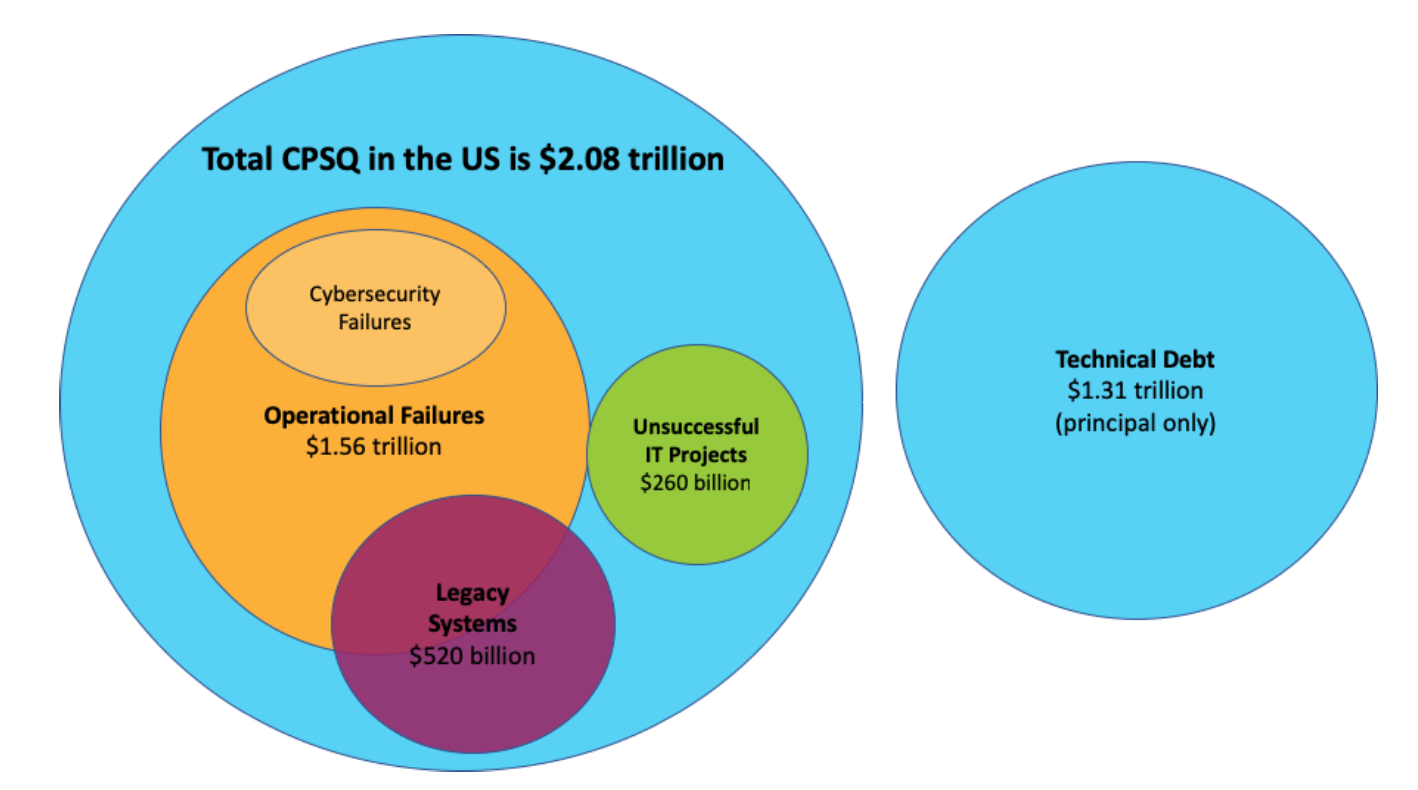 Total CPSQ in the US is $2.08 trillion
Cybersecurity
Failures
Operational Failures
$1.56 trillion
Unsuccessful
IT Projects
$260 billion
Legacy
Systems
$520 billion
Technical Debt
$1.31 trillion
(principal only)